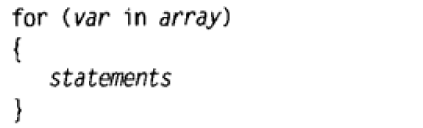 for (var in array)
{
statements
}